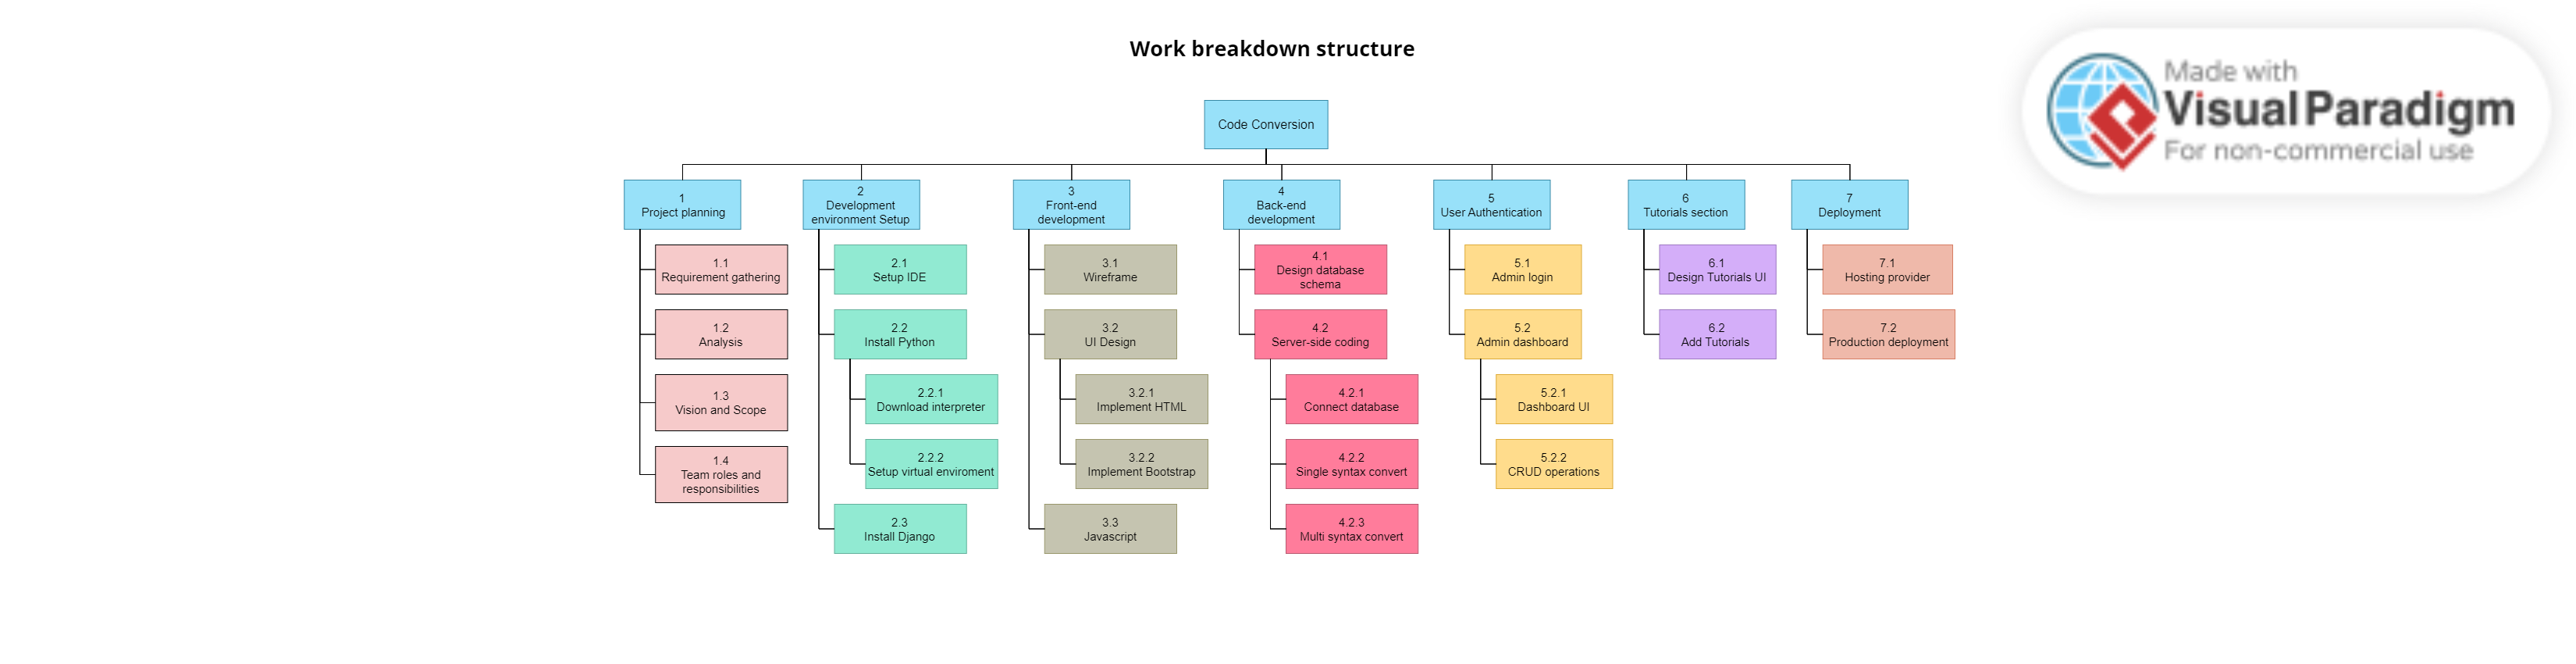 Work breakdown structure
Made with
Visual Paradigm
For non-commercial use
Code Conversion
1
Project planning
1.1
Requirement gathering
1.2
Analysis
1.3
Vision and Scope
1.4
Team roles and
responsibilities
2
Development
environment Setup
2.1
Setup IDE
2.2
Install Python
2.2.1
Download interpreter
2.2.2
Setup virtual enviroment
2.3
Install Django
3
Front-end
development
3.1
Wireframe
3.2
UI Design
3.2.1
Implement HTML
3.2.2
Implement Bootstrap
3.3
Javascript
4
Back-end
development
4.1
Design database
schema
4.2
Server-side coding
4.2.1
Connect database
4.2.2
Single syntax convert
4.2.3
Multi syntax convert
5
User Authentication
5.1
Admin login
5.2
Admin dashboard
5.2.1
Dashboard UI
5.2.2
CRUD operations
6
Tutorials section
6.1
Design Tutorials UI
6.2
Add Tutorials
7
Deployment
7.1
Hosting provider
7.2
Production deployment